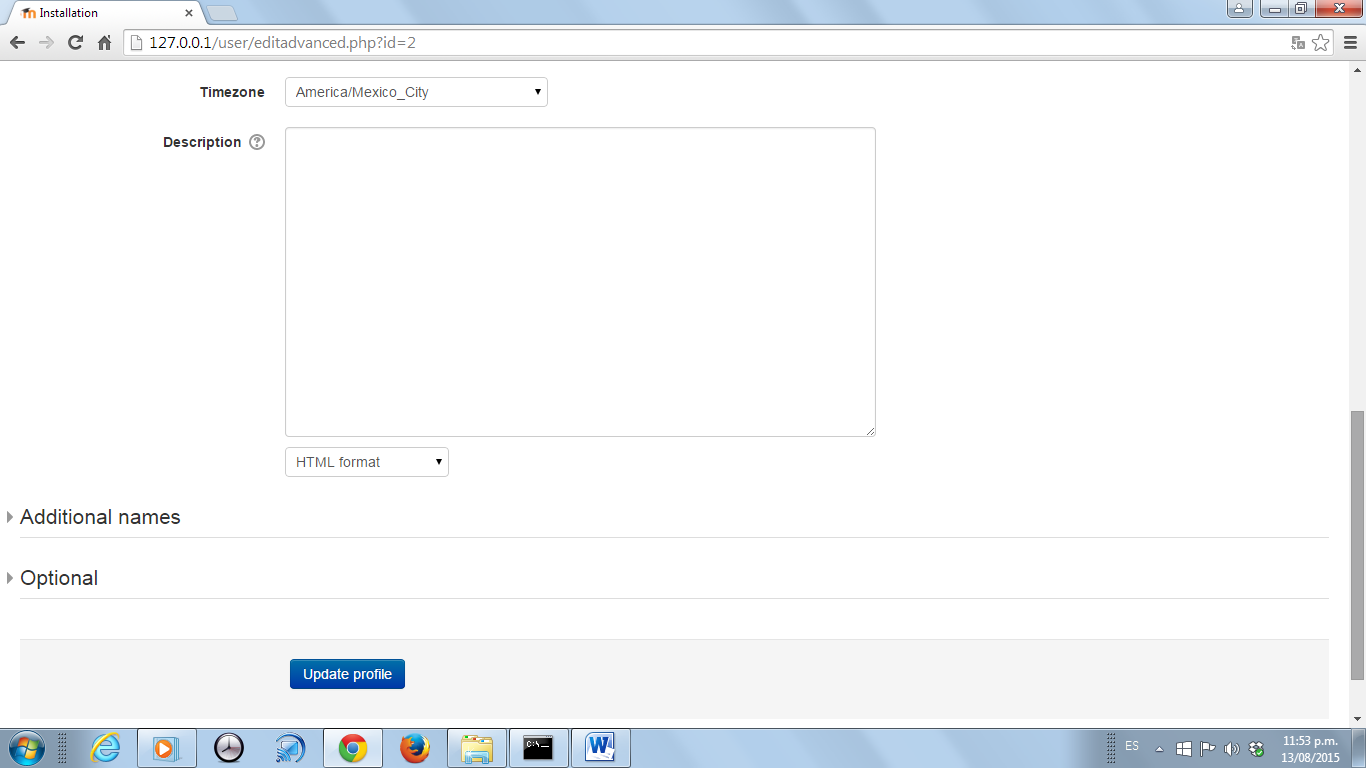 Installation
127.0.0.1/user/editadvanced.php?id=2
Timezone
America/Mexico_City
Description
HTML format
Additional names
Optional
Update profile
ES
11:53 p.m.
13/08/2015